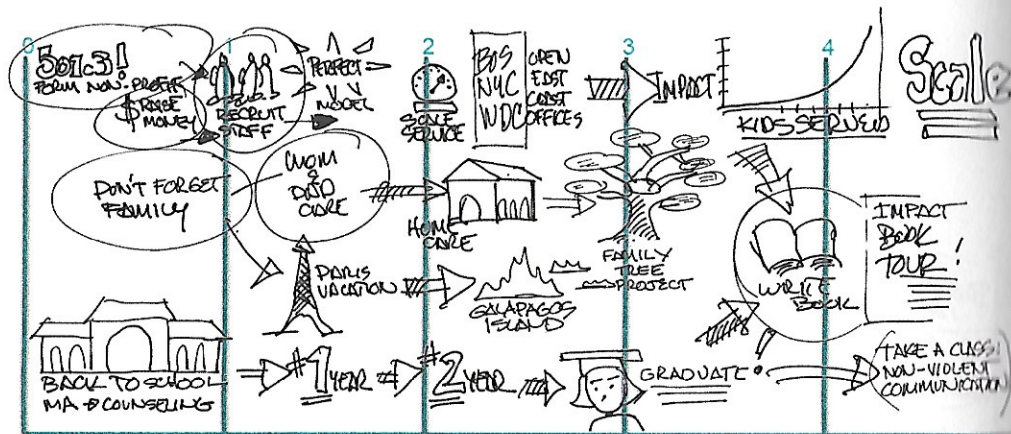 0
1
2
3
4
501c3!
FORM NON-PROFIT
$ RAISE
MONEY
RECRUIT
STAFF
PERFECT
MODEL
SCALE
SERVICE
BOS
NYC
WDC
OPEN
EAST
COAST
OFFICES
IMPACT
KIDS SERVED
Scale
DON'T FORGET
FAMILY
MOM
&
DAD
CARE
HOME
CARE
FAMILY
TREE
PROJECT
WRITE
BOOK
IMPACT
BOOK
TOUR!
PARIS
VACATION
GALAPAGOS
ISLAND
BACK TO SCHOOL
MA → COUNSELING
#1 YEAR
#2 YEAR
GRADUATE!
(TAKE A CLASS:
NON-VIOLENT
COMMUNICATION)